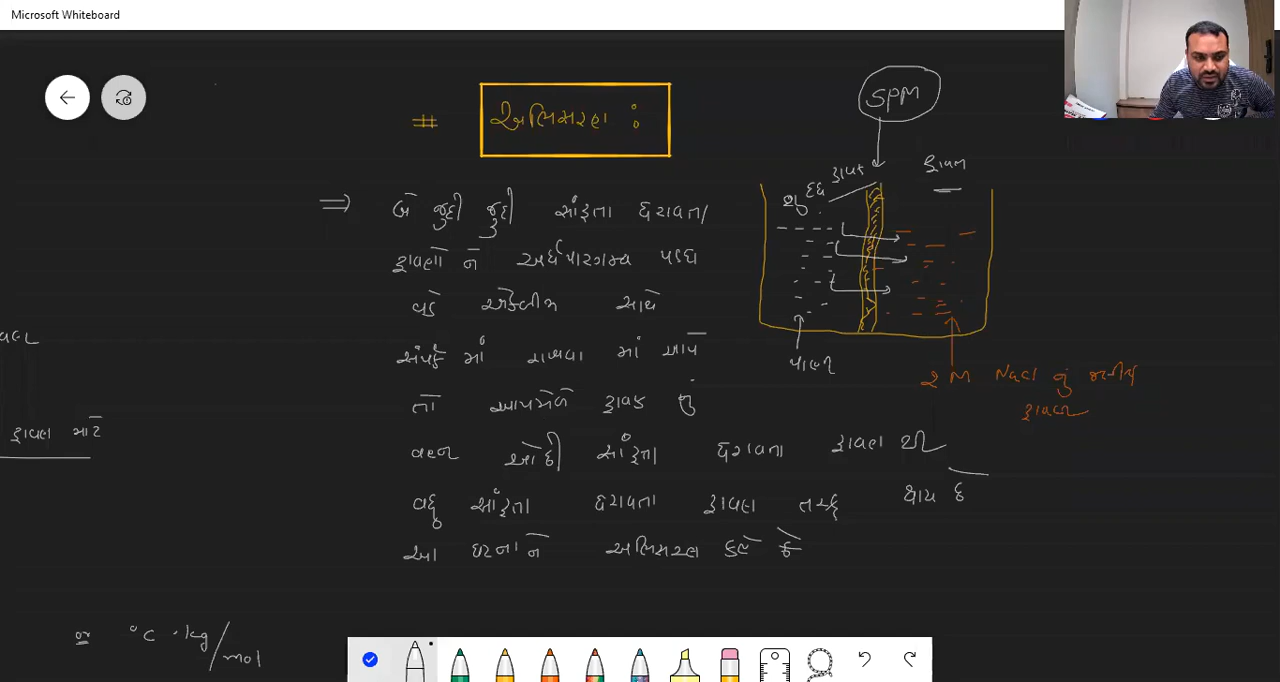 Microsoft Whiteboard
# અભિસરણ :
SPM
શુદ્ધ દ્રાવક
દ્રાવણ
⇒ બે જુદી જુદી સાંદ્રતા ધરાવતા
દ્રાવણો ને અર્ધપારગમ્ય પડદા
વડે એકબીજા સાથે
સંપર્ક માં રાખવા માં આવે
તો આપમેળે દ્રાવક નું
વહન ઓછી સાંદ્રતા ધરાવતા દ્રાવણ થી
વધુ સાંદ્રતા ધરાવતા દ્રાવણ તરફ થાય છે
આ ઘટના ને અભિસરણ કહે છે
પાણી
2 M NaCl નું જલીય
દ્રાવણ
દ્રાવણ માટે
or °C · kg/mol